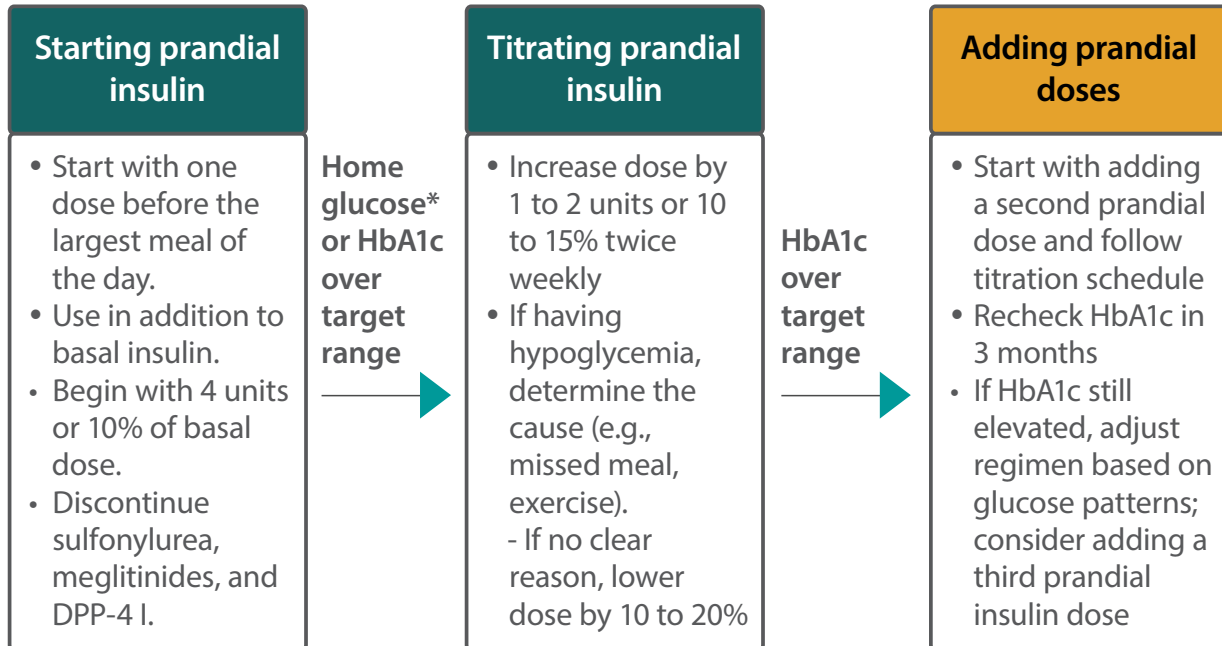 Starting prandial
insulin
• Start with one
dose before the
largest meal of
the day.
• Use in addition to
basal insulin.
• Begin with 4 units
or 10% of basal
dose.
• Discontinue
sulfonylurea,
meglitinides, and
DPP-4 I.
Home
glucose*
or HbA1c
over
target
range
Titrating prandial
insulin
• Increase dose by
1 to 2 units or 10
to 15% twice
weekly
• If having
hypoglycemia,
determine the
cause (e.g.,
missed meal,
exercise).
- If no clear
reason, lower
dose by 10 to 20%
HbA1c
over
target
range
Adding prandial
doses
• Start with adding
a second prandial
dose and follow
titration schedule
• Recheck HbA1c in
3 months
• If HbA1c still
elevated, adjust
regimen based on
glucose patterns;
consider adding a
third prandial
insulin dose